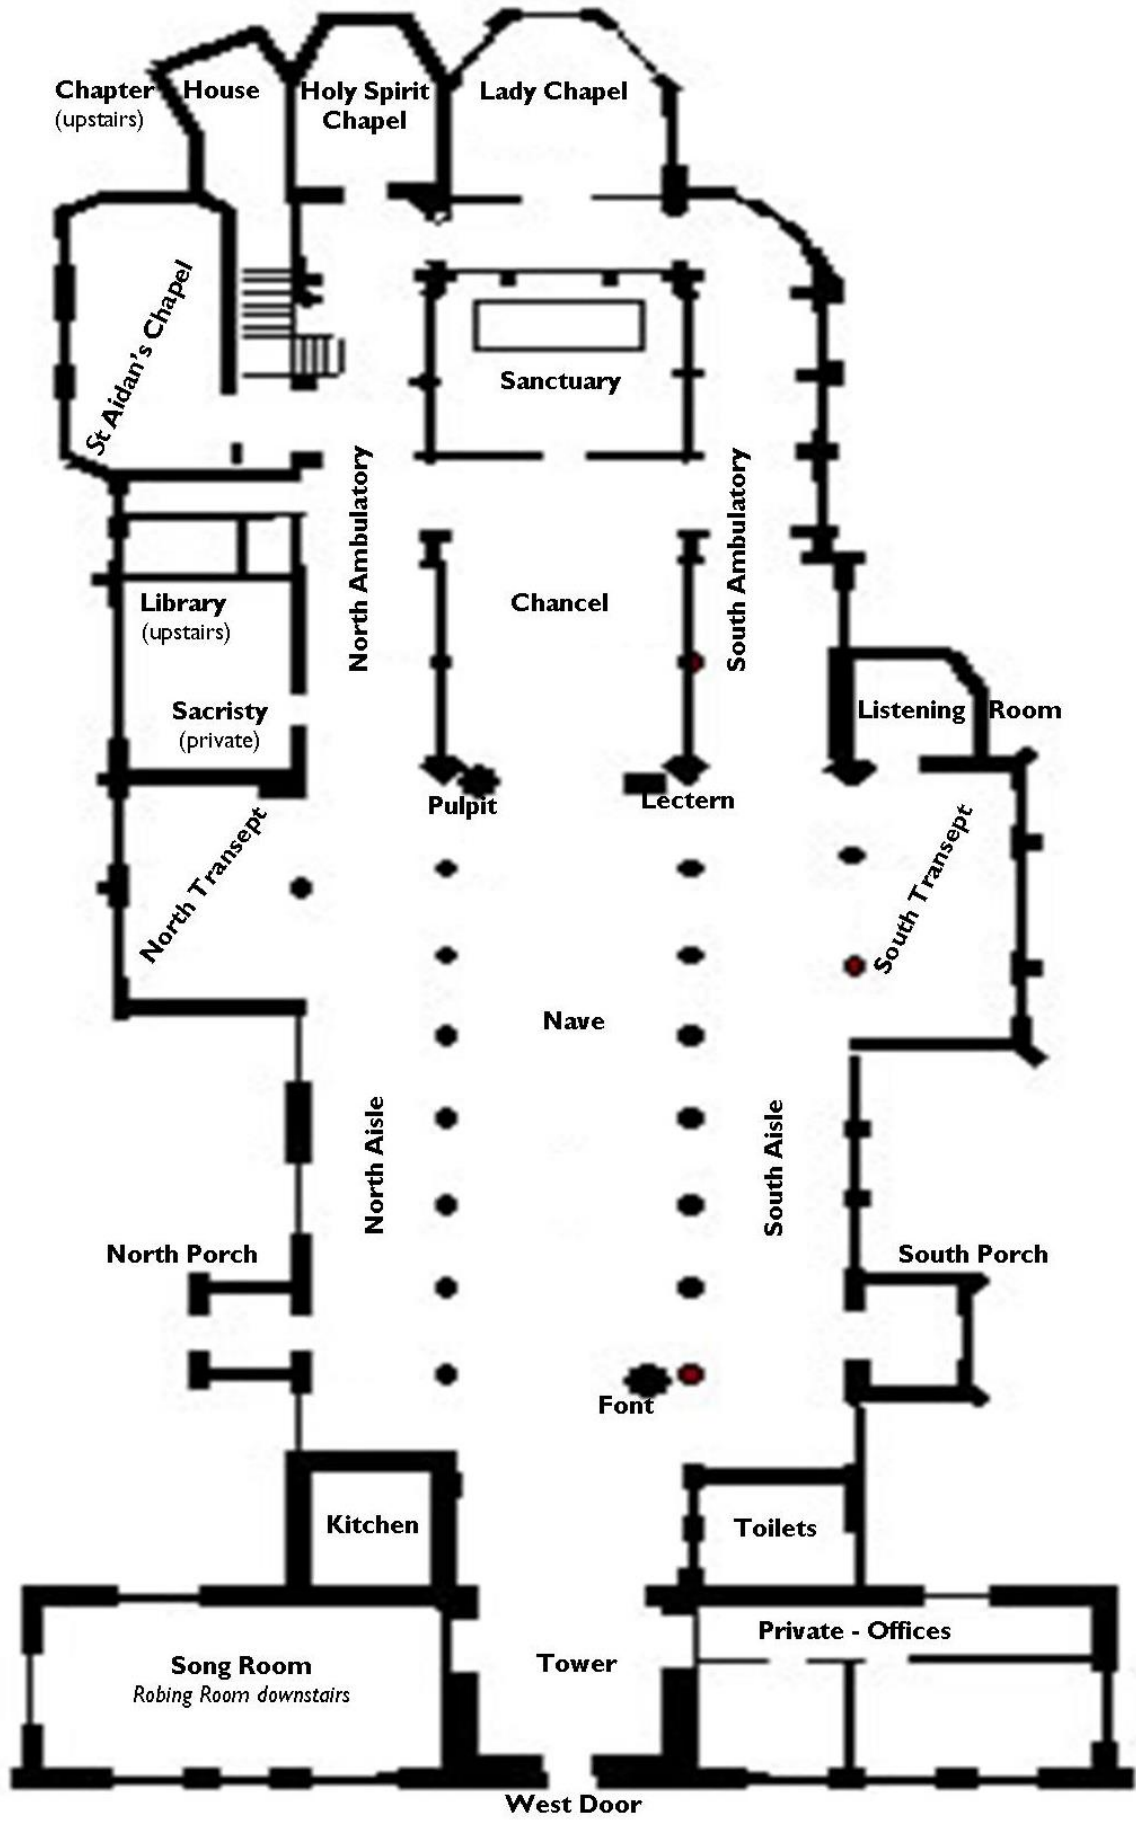 Chapter House
(upstairs)
Holy Spirit
Chapel
Lady Chapel
St Aidan's Chapel
Sanctuary
North Ambulatory
South Ambulatory
Chancel
Library
(upstairs)
Sacristy
(private)
Listening Room
Pulpit
Lectern
North Transept
South Transept
Nave
North Aisle
South Aisle
North Porch
South Porch
Font
Kitchen
Toilets
Private - Offices
Song Room
Robing Room downstairs
Tower
West Door